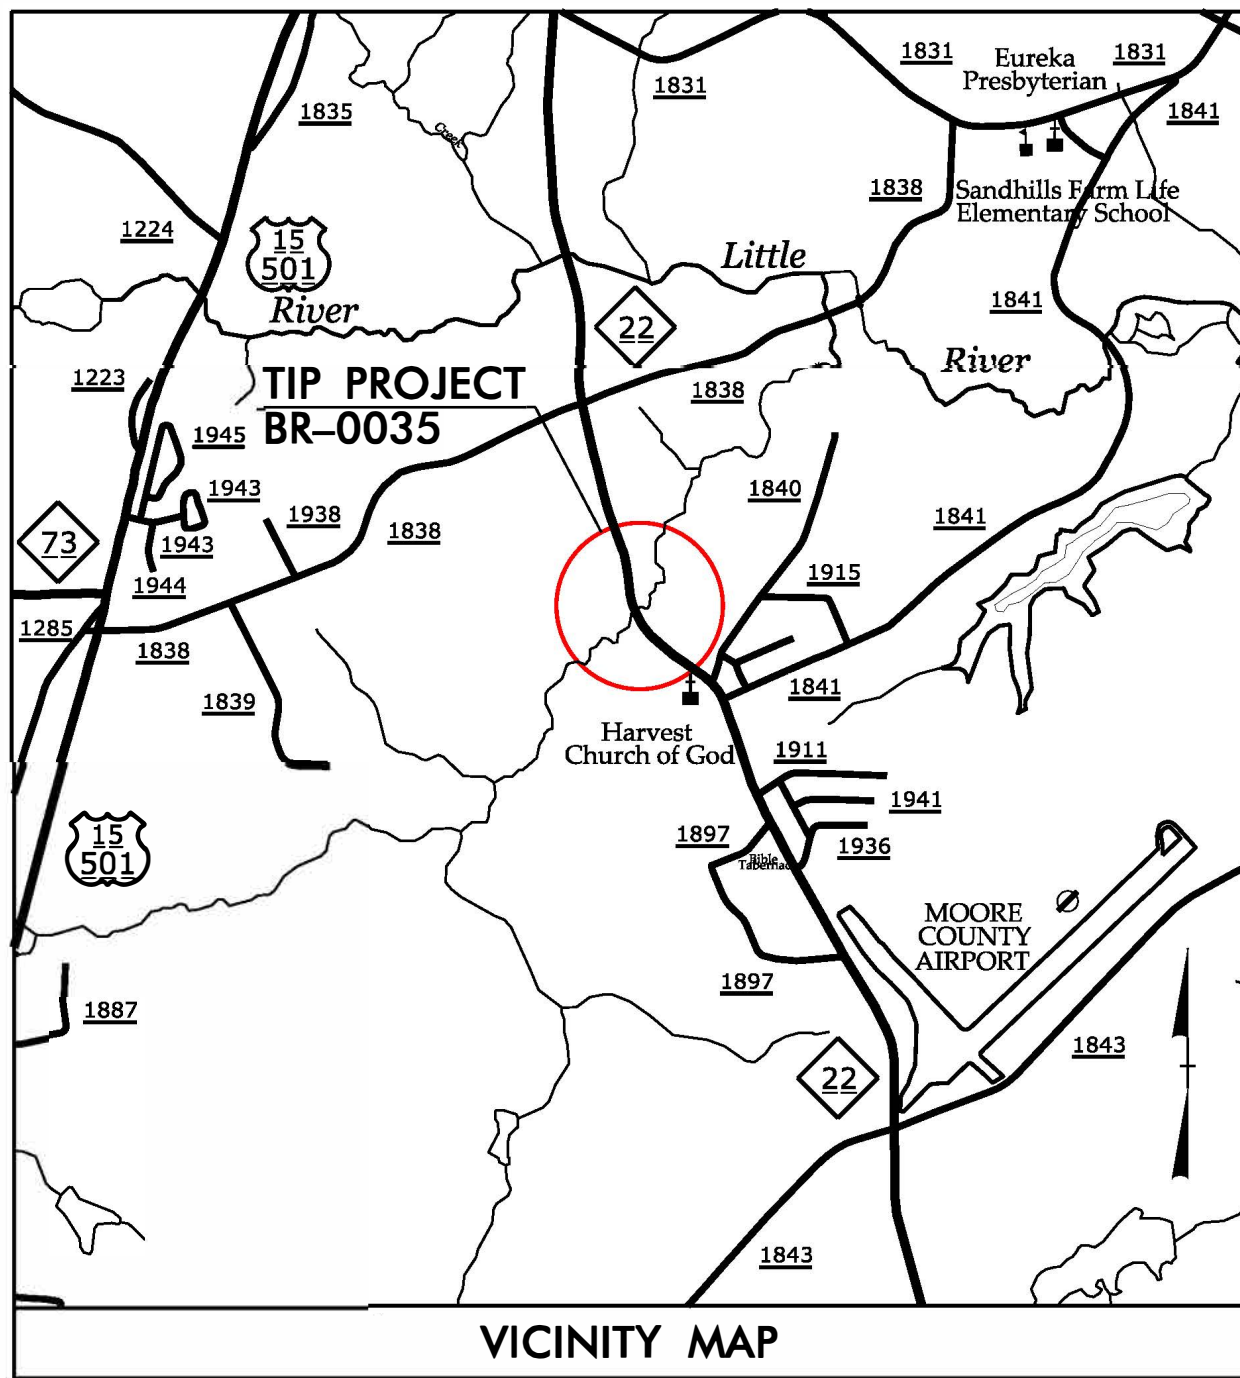 1831
Eureka
Presbyterian
1831
1831
1835
1841
Creek
1838
Sandhills Farm Life
Elementary School
1224
15
501
Little
River
1841
22
River
1223
TIP PROJECT
BR-0035
1838
1945
1943
1840
1938
1838
1841
73
1943
1944
1915
1285
1838
1839
1841
Harvest
Church of God
1911
1941
15
501
1897
1936
Bible
Tabernac
MOORE
COUNTY
AIRPORT
1897
1887
1843
22
1843
VICINITY MAP